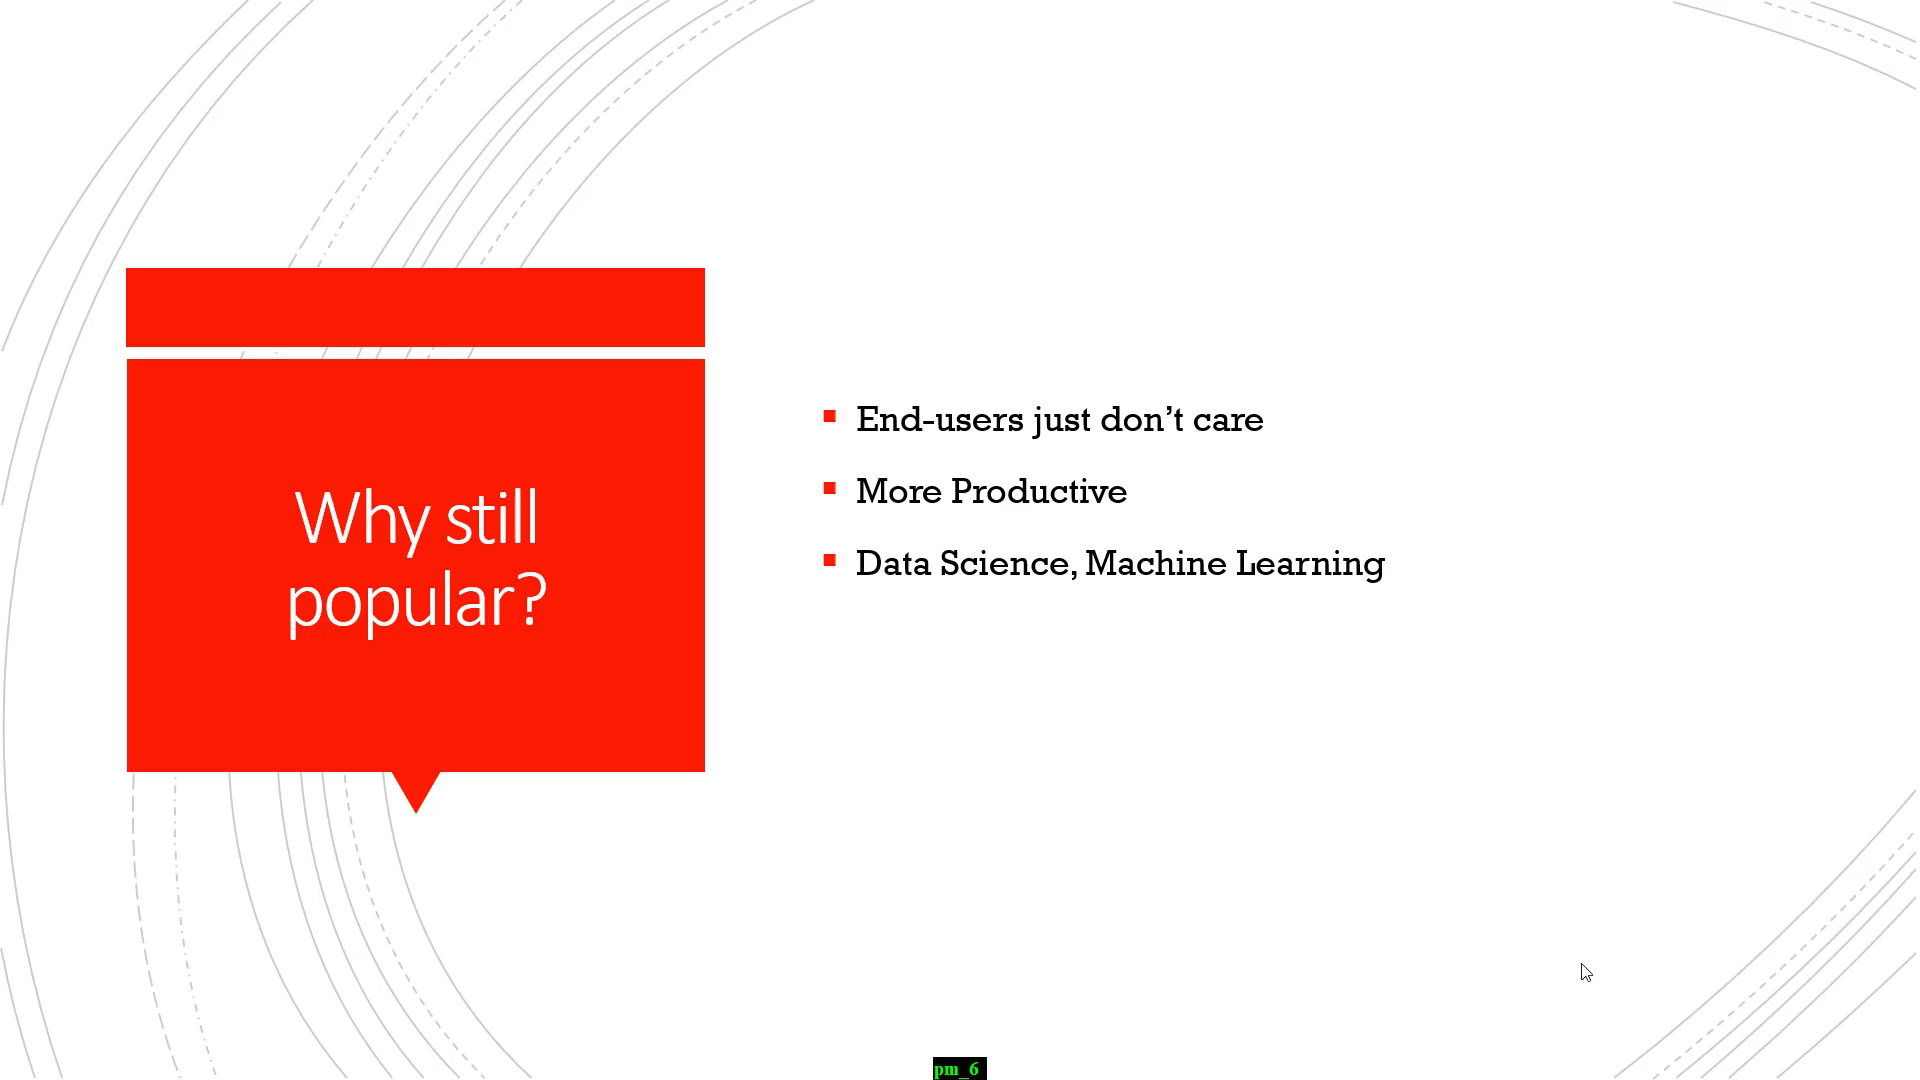 Why still
popular?
End-users just don’t care
More Productive
Data Science, Machine Learning
pm_6